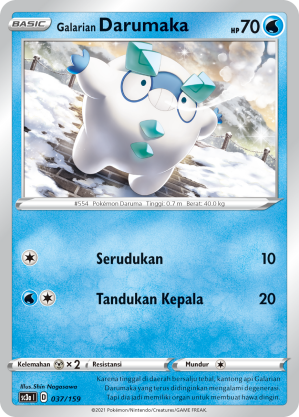 BASIC Galarian Darumaka HP 70
#554 Pokémon Daruma Tinggi: 0.7 m Berat: 40.0 kg
Serudukan 10
Tandukan Kepala 20
Kelemahan ×2 Resistansi Mundur
Illus. Shin Nagasawa
sc3a I D 037/159
Karena tinggal di daerah bersalju tebal, kantong api Galarian
Darumaka yang terus didinginkan mengalami degenerasi.
Tapi dia jadi memiliki organ untuk membuat hawa dingin.
©2021 Pokémon/Nintendo/Creatures/GAME FREAK.